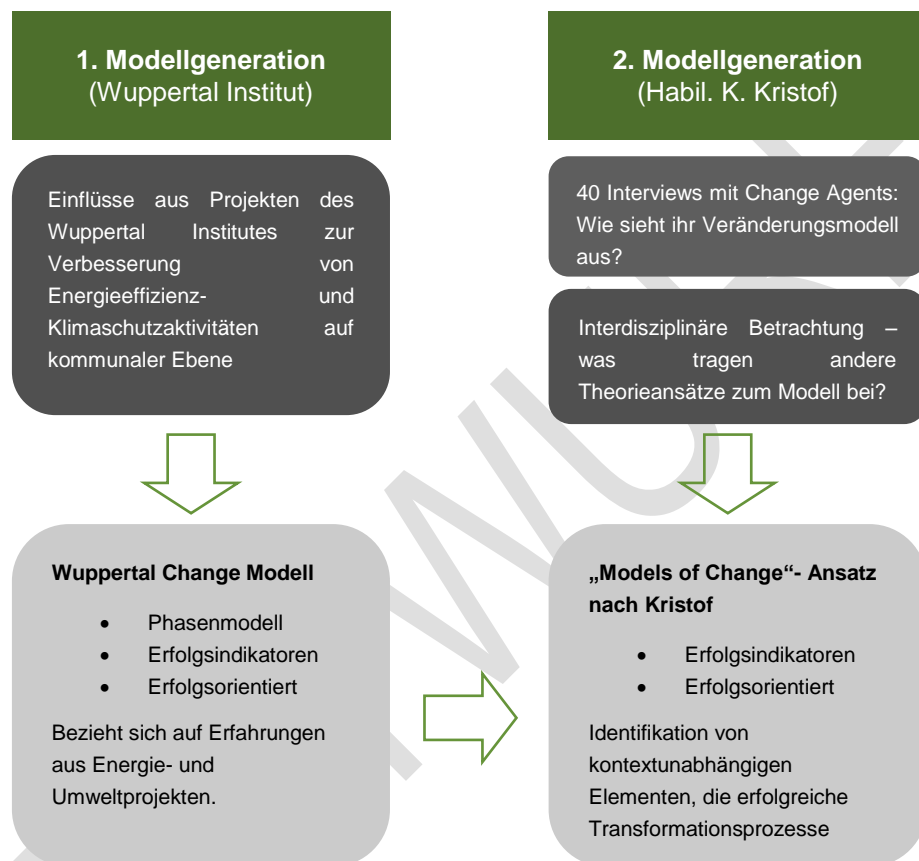 1. Modellgeneration
(Wuppertal Institut)
Einflüsse aus Projekten des
Wuppertal Institutes zur
Verbesserung von
Energieeffizienz- und
Klimaschutzaktivitäten auf
kommunaler Ebene
Wuppertal Change Modell
• Phasenmodell
• Erfolgsindikatoren
• Erfolgsorientiert
Bezieht sich auf Erfahrungen
aus Energie- und
Umweltprojekten.
2. Modellgeneration
(Habil. K. Kristof)
40 Interviews mit Change Agents:
Wie sieht ihr Veränderungsmodell
aus?
Interdisziplinäre Betrachtung –
was tragen andere
Theorieansätze zum Modell bei?
„Models of Change“- Ansatz
nach Kristof
• Erfolgsindikatoren
• Erfolgsorientiert
Identifikation von
kontextunabhängigen
Elementen, die erfolgreiche
Transformationsprozesse